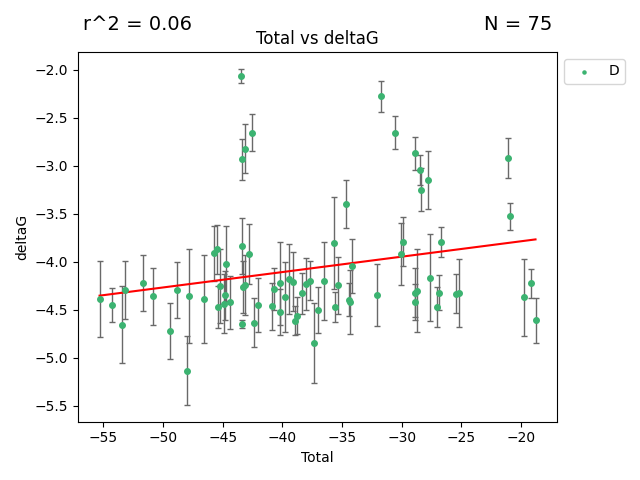 r^2 = 0.06
N = 75
Total vs deltaG
D
deltaG
−2.0
−2.5
−3.0
−3.5
−4.0
−4.5
−5.0
−5.5
−55
−50
−45
−40
−35
−30
−25
−20
Total